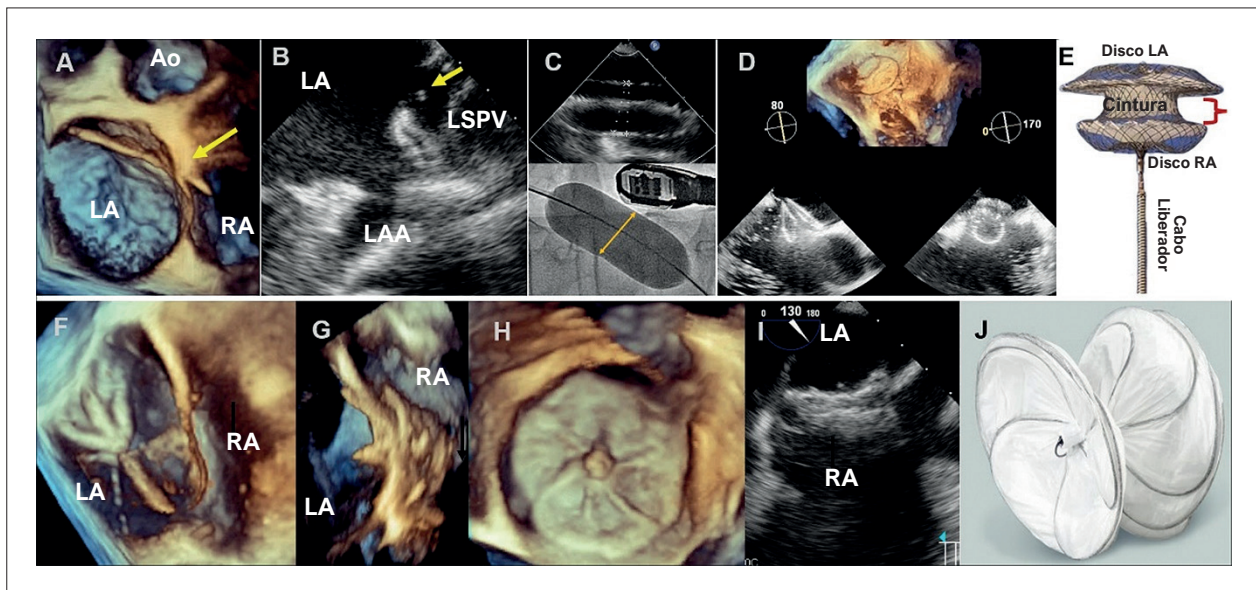 A
Ao
LA
RA
B
LA
LSPV
LAA
C
D
80
0
170
E
Disco LA
Cintura
Disco RA
Cabo
Liberador
F
RA
LA
G
RA
LA
H
I
0 130 180
LA
RA
J